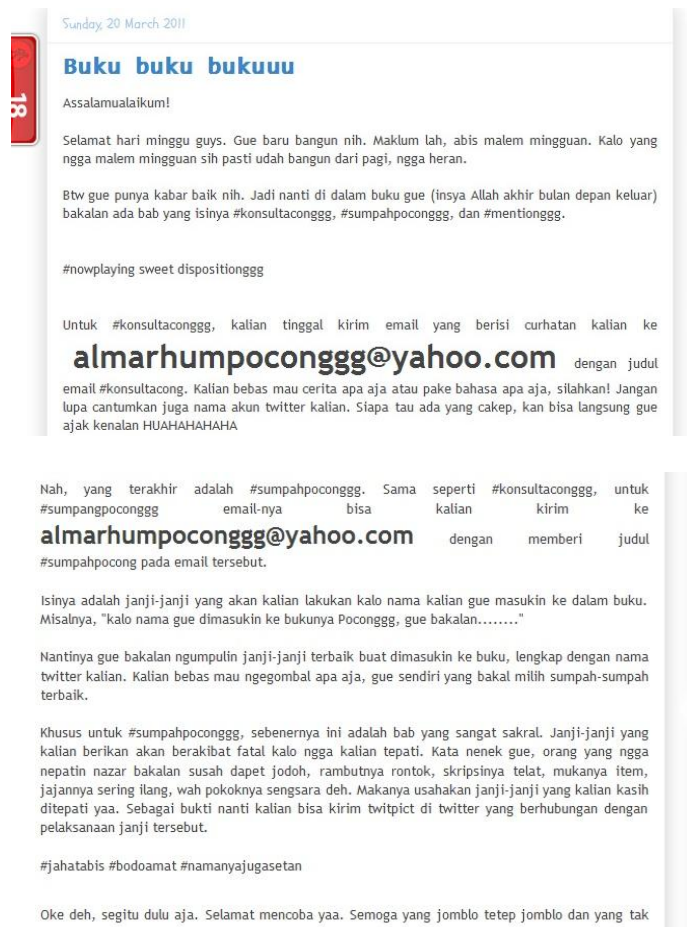 Sunday, 20 March 2011
18
Buku buku bukuuu
Assalamualaikum!
Selamat hari minggu guys. Gue baru bangun nih. Maklum lah, abis malem mingguan. Kalo yang
ngga malem mingguan sih pasti udah bangun dari pagi, ngga heran.
Btw gue punya kabar baik nih. Jadi nanti di dalam buku gue (insya Allah akhir bulan depan keluar)
bakalan ada bab yang isinya #konsultaconggg, #sumpahpoconggg, dan #mentionggg.
#nowplaying sweet dispositionggg
Untuk #konsultaconggg, kalian tinggal kirim email yang berisi curhatan kalian ke
almarhumpoconggg@yahoo.com dengan judul
email #konsultacong. Kalian bebas mau cerita apa aja atau pake bahasa apa aja, silahkan! Jangan
lupa cantumkan juga nama akun twitter kalian. Siapa tau ada yang cakep, kan bisa langsung gue
ajak kenalan HUAHAHAHAHA
Nah, yang terakhir adalah #sumpahpoconggg. Sama seperti #konsultaconggg, untuk
#sumpangpoconggg email-nya bisa kalian kirim ke
almarhumpoconggg@yahoo.com dengan memberi judul
#sumpahpocong pada email tersebut.
Isinya adalah janji-janji yang akan kalian lakukan kalo nama kalian gue masukin ke dalam buku.
Misalnya, "kalo nama gue dimasukin ke bukunya Poconggg, gue bakalan........"
Nantinya gue bakalan ngumpulin janji-janji terbaik buat dimasukin ke buku, lengkap dengan nama
twitter kalian. Kalian bebas mau ngegombal apa aja, gue sendiri yang bakal milih sumpah-sumpah
terbaik.
Khusus untuk #sumpahpoconggg, sebenernya ini adalah bab yang sangat sakral. Janji-janji yang
kalian berikan akan berakibat fatal kalo ngga kalian tepati. Kata nenek gue, orang yang ngga
nepatin nazar bakalan susah dapet jodoh, rambutnya rontok, skripsinya telat, mukanya item,
jajannya sering ilang, wah pokoknya sengsara deh. Makanya usahakan janji-janji yang kalian kasih
ditepati yaa. Sebagai bukti nanti kalian bisa kirim twitpict di twitter yang berhubungan dengan
pelaksanaan janji tersebut.
#jahatabis #bodoamat #namanyajugasetan
Oke deh, segitu dulu aja. Selamat mencoba yaa. Semoga yang jomblo tetep jomblo dan yang tak